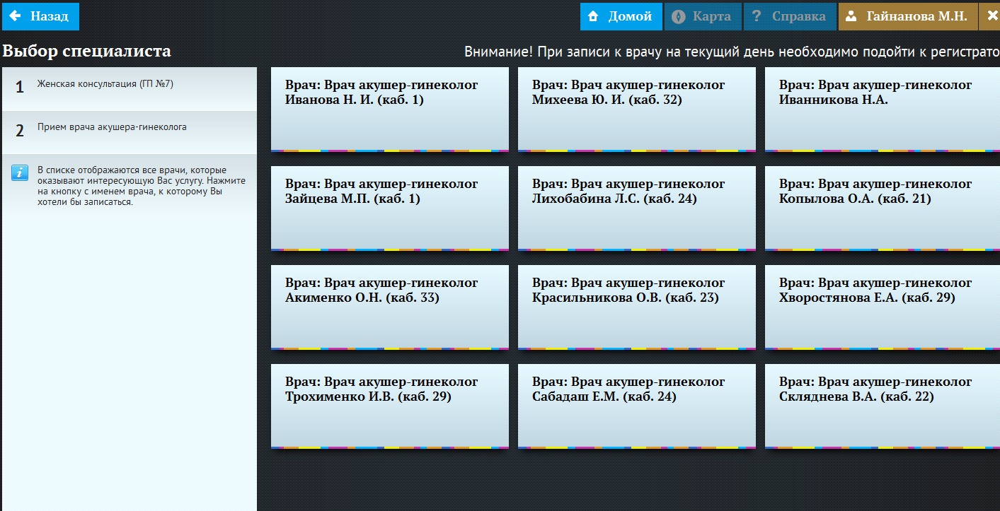 Назад
Домой
Карта
Справка
Гайнанова М.Н.
Выбор специалиста
Внимание! При записи к врачу на текущий день необходимо подойти к регистрато
1 Женская консультация (ГП №7)
2 Прием врача акушера-гинеколога
В списке отображаются все врачи, которые
оказывают интересующую Вас услугу. Нажмите
на кнопку с именем врача, к которому Вы
хотели бы записаться.
Врач: Врач акушер-гинеколог
Иванова Н. И. (каб. 1)
Врач: Врач акушер-гинеколог
Михеева Ю. И. (каб. 32)
Врач: Врач акушер-гинеколог
Иванникова Н.А.
Врач: Врач акушер-гинеколог
Зайцева М.П. (каб. 1)
Врач: Врач акушер-гинеколог
Лихобабина Л.С. (каб. 24)
Врач: Врач акушер-гинеколог
Копылова О.А. (каб. 21)
Врач: Врач акушер-гинеколог
Акименко О.Н. (каб. 33)
Врач: Врач акушер-гинеколог
Красильникова О.В. (каб. 23)
Врач: Врач акушер-гинеколог
Хворостянова Е.А. (каб. 29)
Врач: Врач акушер-гинеколог
Трохименко И.В. (каб. 29)
Врач: Врач акушер-гинеколог
Сабадаш Е.М. (каб. 24)
Врач: Врач акушер-гинеколог
Скляднева В.А. (каб. 22)